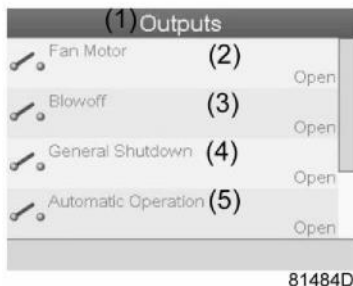 (1) Outputs
Fan Motor (2)
Open
Blowoff (3)
Open
General Shutdown (4)
Open
Automatic Operation (5)
Open
81484D